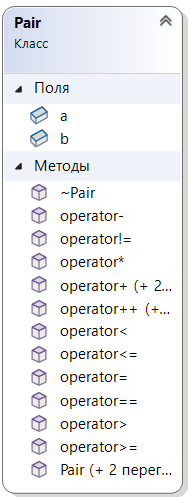 Pair
Класс
Поля
a
b
Методы
~Pair
operator-
operator!=
operator*
operator+ (+ 2...
operator++ (+...
operator<
operator<=
operator=
operator==
operator>
operator>=
Pair (+ 2 перег...